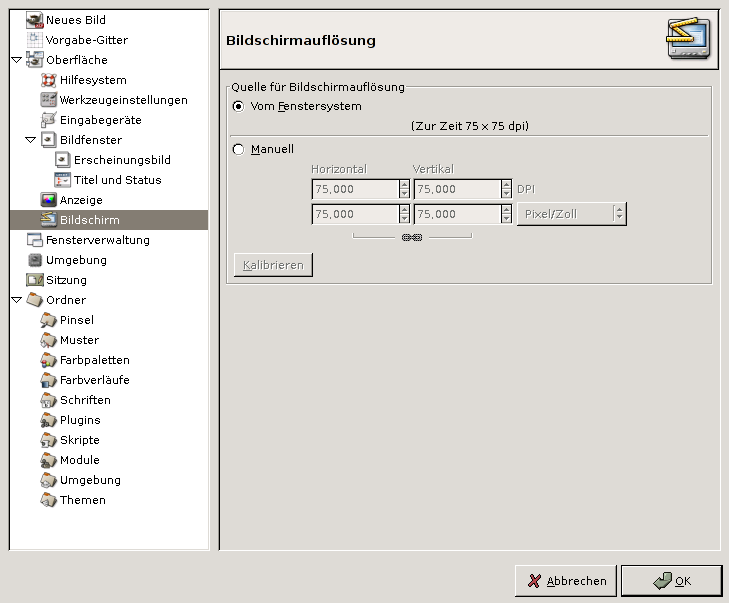 Neues Bild
Vorgabe-Gitter
Oberfläche
Hilfesystem
Werkzeugeinstellungen
Eingabegeräte
Bildfenster
Erscheinungsbild
Titel und Status
Anzeige
Bildschirm
Fensterverwaltung
Umgebung
Sitzung
Ordner
Pinsel
Muster
Farbpaletten
Farbverläufe
Schriften
Plugins
Skripte
Module
Umgebung
Themen
Bildschirmauflösung
Quelle für Bildschirmauflösung
Vom Fenstersystem
(Zur Zeit 75 × 75 dpi)
Manuell
Horizontal Vertikal
75,000 75,000 DPI
75,000 75,000 Pixel/Zoll
Kalibrieren
Abbrechen OK